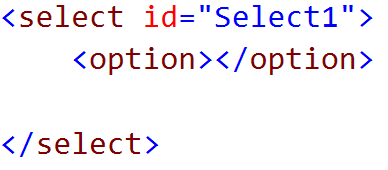 <select id="Select1">
<option></option>
</select>